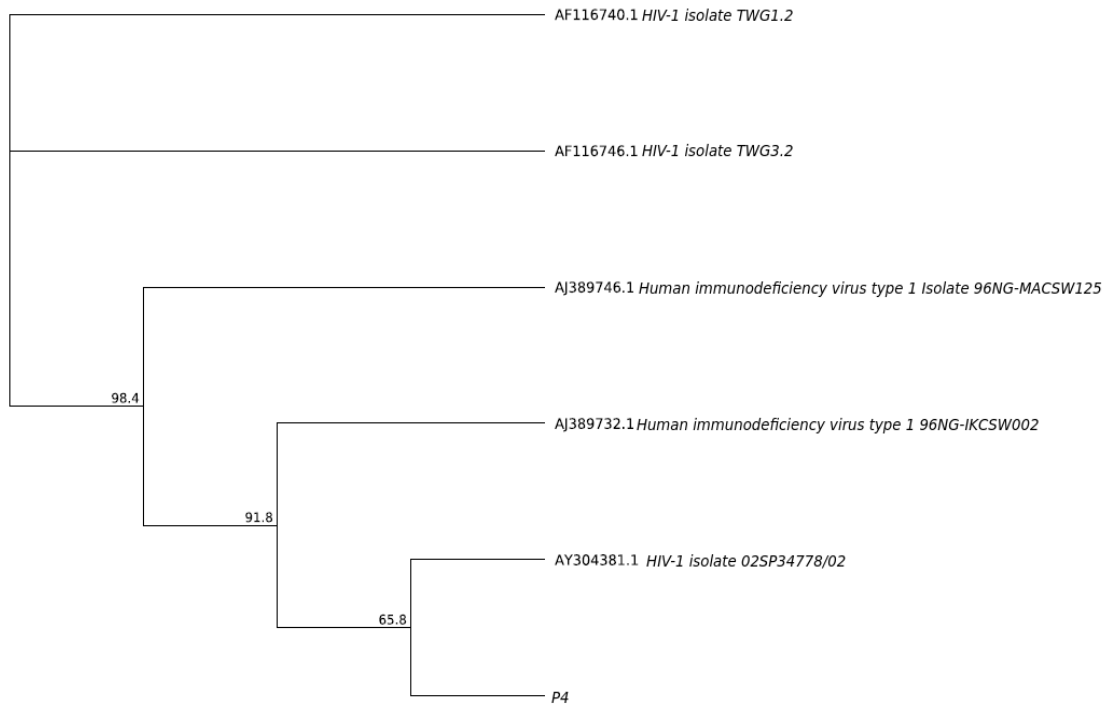 AF116740.1 HIV-1 isolate TWG1.2
AF116746.1 HIV-1 isolate TWG3.2
AJ389746.1 Human immunodeficiency virus type 1 Isolate 96NG-MACSW125
98.4
AJ389732.1 Human immunodeficiency virus type 1 96NG-IKCSW002
91.8
AY304381.1 HIV-1 isolate 02SP34778/02
65.8
P4